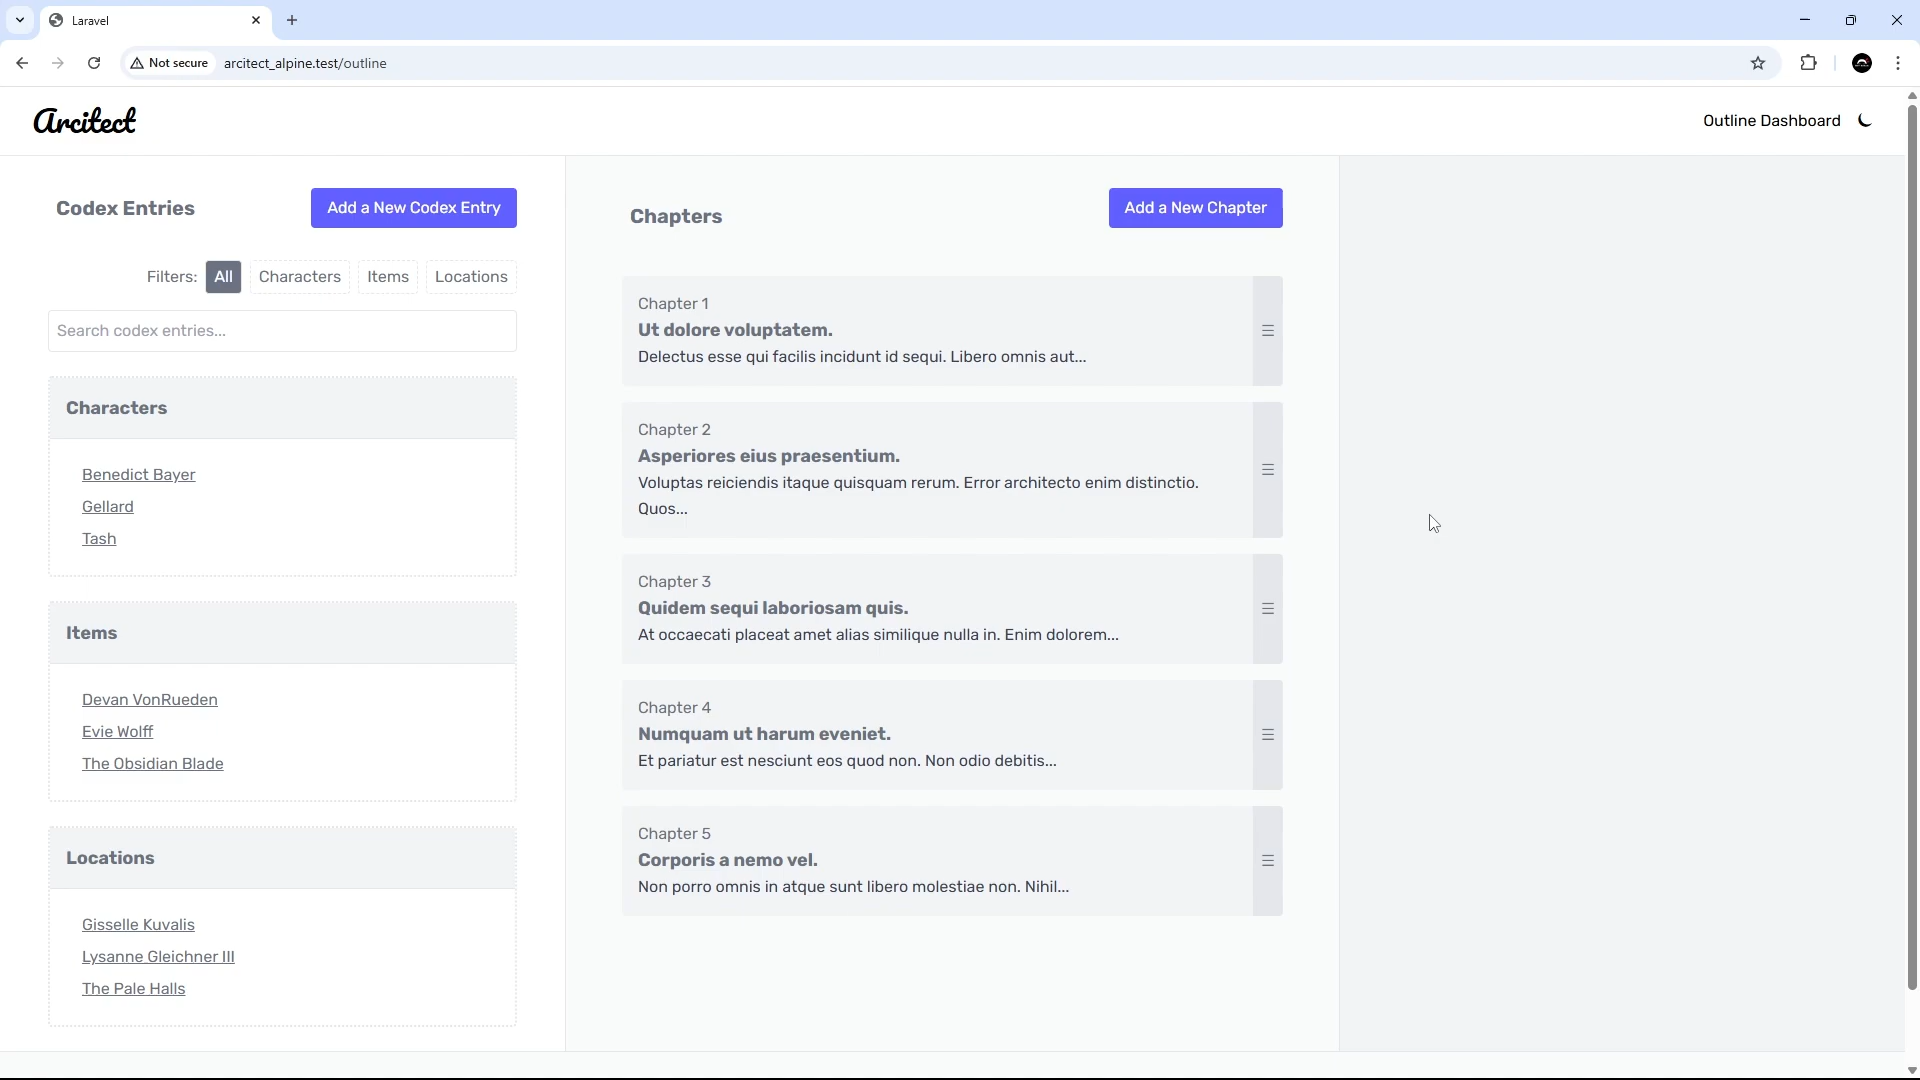 Laravel
Not secure
arcitect_alpine.test/outline
Arcitect
Outline Dashboard
Codex Entries
Add a New Codex Entry
Filters:
All
Characters
Items
Locations
Search codex entries...
Characters
Benedict Bayer
Gellard
Tash
Items
Devan VonRueden
Evie Wolff
The Obsidian Blade
Locations
Gisselle Kuvalis
Lysanne Gleichner III
The Pale Halls
Chapters
Add a New Chapter
Chapter 1
Ut dolore voluptatem.
Delectus esse qui facilis incidunt id sequi. Libero omnis aut...
Chapter 2
Asperiores eius praesentium.
Voluptas reiciendis itaque quisquam rerum. Error architecto enim distinctio.
Quos...
Chapter 3
Quidem sequi laboriosam quis.
At occaecati placeat amet alias similique nulla in. Enim dolorem...
Chapter 4
Numquam ut harum eveniet.
Et pariatur est nesciunt eos quod non. Non odio debitis...
Chapter 5
Corporis a nemo vel.
Non porro omnis in atque sunt libero molestiae non. Nihil...